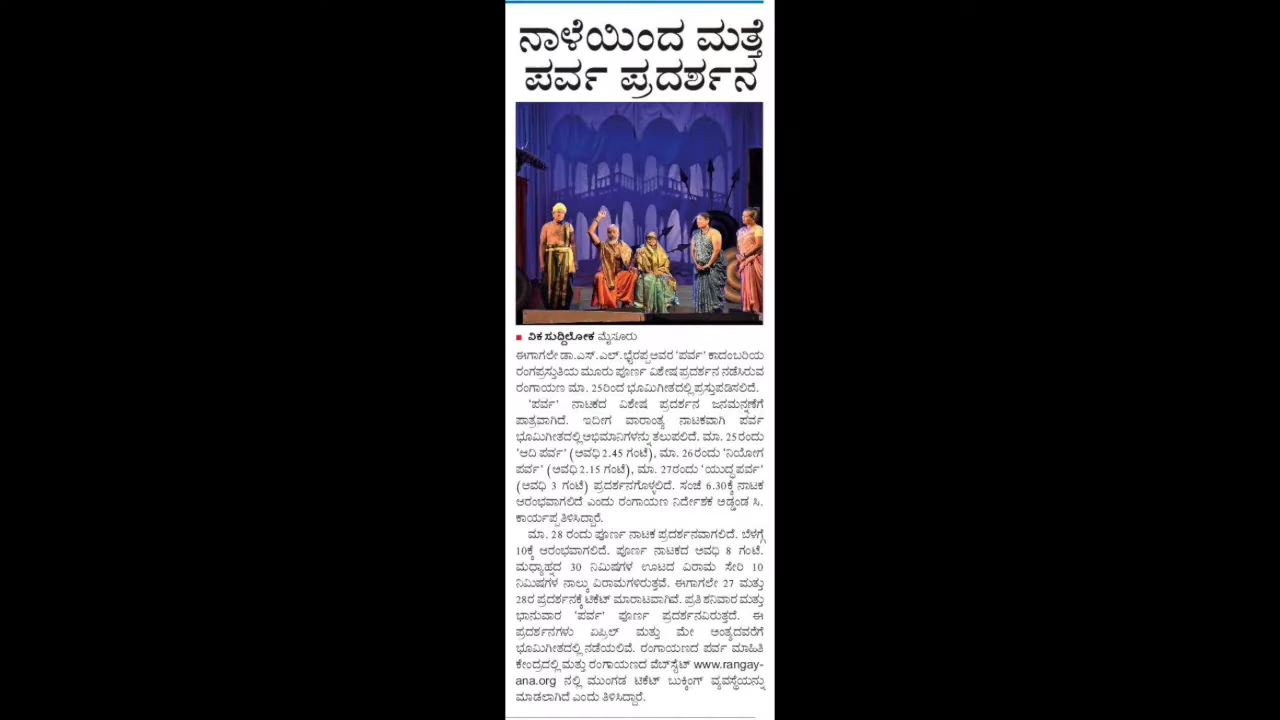 ನಾಳೆಯಿಂದ ಮತ್ತೆ
ಪರ್ವ ಪ್ರದರ್ಶನ
■ ವಿಕ ಸುದ್ದಿಲೋಕ ಮೈಸೂರು
ಈಗಾಗಲೇ ಡಾ.ಎಸ್.ಎಲ್.ಭೈರಪ್ಪ ಅವರ 'ಪರ್ವ' ಕಾದಂಬರಿಯ
ರಂಗಪ್ರಸ್ತುತಿಯ ಮೂರು ಪೂರ್ಣ ವಿಶೇಷ ಪ್ರದರ್ಶನ ನಡೆಸಿರುವ
ರಂಗಾಯಣ ಮಾ. 25ರಿಂದ ಭೂಮಿಗೀತದಲ್ಲಿ ಪ್ರಸ್ತುಪಡಿಸಲಿದೆ.
'ಪರ್ವ' ನಾಟಕದ ವಿಶೇಷ ಪ್ರದರ್ಶನ ಜನಮನ್ನಣೆಗೆ
ಪಾತ್ರವಾಗಿದೆ. ಇದೀಗ ವಾರಾಂತ್ಯ ನಾಟಕವಾಗಿ ಪರ್ವ
ಭೂಮಿಗೀತದಲ್ಲಿ ಅಭಿಮಾನಿಗಳನ್ನು ತಲುಪಲಿದೆ. ಮಾ. 25ರಂದು
'ಆದಿ ಪರ್ವ' (ಅವಧಿ 2.45 ಗಂಟೆ), ಮಾ. 26ರಂದು 'ನಿಯೋಗ
ಪರ್ವ' (ಅವಧಿ 2.15 ಗಂಟೆ), ಮಾ. 27ರಂದು 'ಯುದ್ಧ ಪರ್ವ'
(ಅವಧಿ 3 ಗಂಟೆ) ಪ್ರದರ್ಶನಗೊಳ್ಳಲಿದೆ. ಸಂಜೆ 6.30ಕ್ಕೆ ನಾಟಕ
ಆರಂಭವಾಗಲಿದೆ ಎಂದು ರಂಗಾಯಣ ನಿರ್ದೇಶಕ ಅಡ್ಡಂಡ ಸಿ.
ಕಾರ್ಯಪ್ಪ ತಿಳಿಸಿದ್ದಾರೆ.
ಮಾ. 28 ರಂದು ಪೂರ್ಣ ನಾಟಕ ಪ್ರದರ್ಶನವಾಗಲಿದೆ. ಬೆಳಗ್ಗೆ
10ಕ್ಕೆ ಆರಂಭವಾಗಲಿದೆ. ಪೂರ್ಣ ನಾಟಕದ ಅವಧಿ 8 ಗಂಟೆ.
ಮಧ್ಯಾಹ್ನದ 30 ನಿಮಿಷಗಳ ಊಟದ ವಿರಾಮ ಸೇರಿ 10
ನಿಮಿಷಗಳ ನಾಲ್ಕು ವಿರಾಮಗಳಿರುತ್ತವೆ. ಈಗಾಗಲೇ 27 ಮತ್ತು
28ರ ಪ್ರದರ್ಶನಕ್ಕೆ ಟಿಕೆಟ್ ಮಾರಾಟವಾಗಿವೆ. ಪ್ರತಿ ಶನಿವಾರ ಮತ್ತು
ಭಾನುವಾರ 'ಪರ್ವ' ಪೂರ್ಣ ಪ್ರದರ್ಶನವಿರುತ್ತದೆ. ಈ
ಪ್ರದರ್ಶನಗಳು ಏಪ್ರಿಲ್ ಮತ್ತು ಮೇ ಅಂತ್ಯದವರೆಗೆ
ಭೂಮಿಗೀತದಲ್ಲಿ ನಡೆಯಲಿವೆ. ರಂಗಾಯಣದ ಪರ್ವ ಮಾಹಿತಿ
ಕೇಂದ್ರದಲ್ಲಿ ಮತ್ತು ರಂಗಾಯಣದ ವೆಬ್‌ಸೈಟ್ www.rangay-
ana.org ನಲ್ಲಿ ಮುಂಗಡ ಟಿಕೆಟ್ ಬುಕ್ಕಿಂಗ್ ವ್ಯವಸ್ಥೆಯನ್ನು
ಮಾಡಲಾಗಿದೆ ಎಂದು ತಿಳಿಸಿದ್ದಾರೆ.